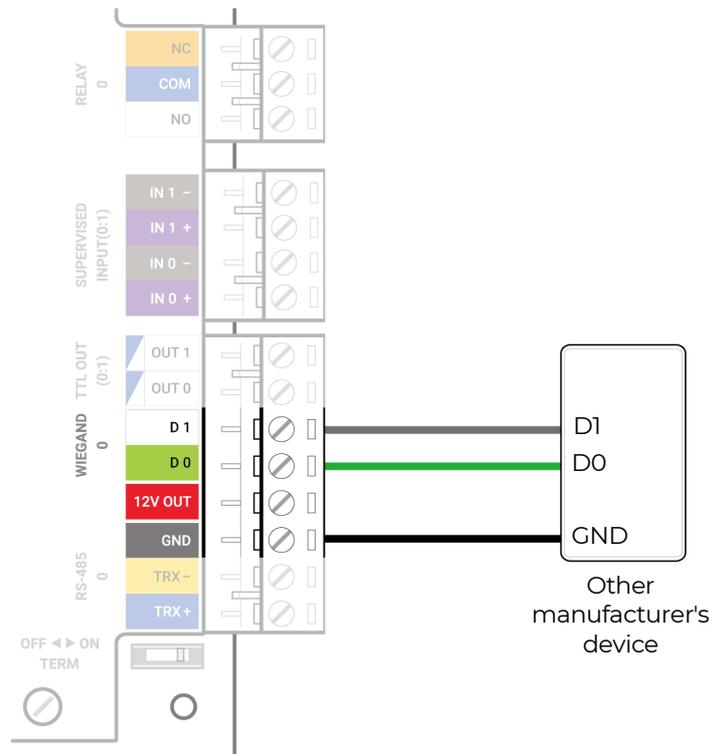 RELAY
0
NC
COM
NO
SUPERVISED
INPUT(0:1)
IN 1 −
IN 1 +
IN 0 −
IN 0 +
TTL OUT
(0:1)
OUT 1
OUT 0
WIEGAND
0
D 1
D 0
12V OUT
GND
RS-485
0
TRX −
TRX +
OFF ◄ ► ON
TERM
D1
D0
GND
Other
manufacturer's
device